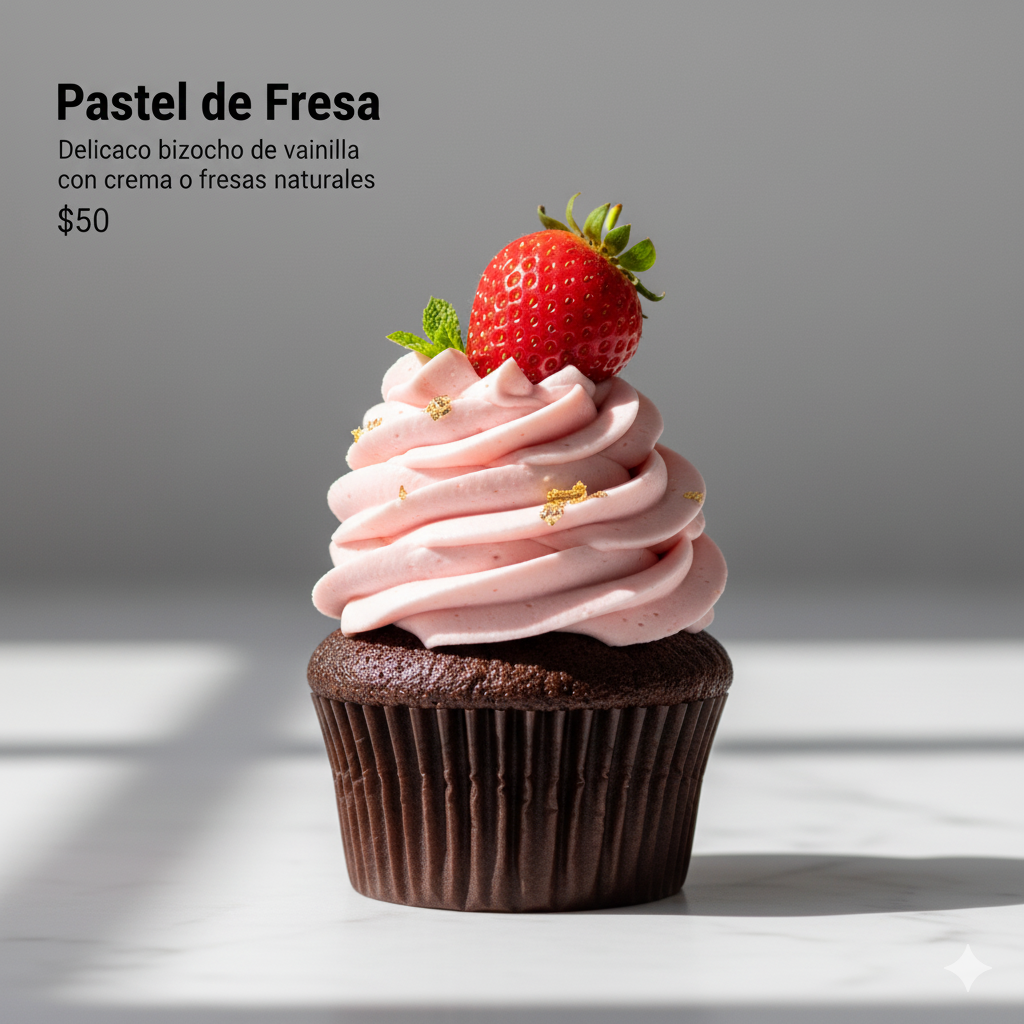 Pastel de Fresa
Delicaco bizocho de vainilla
con crema o fresas naturales
$50